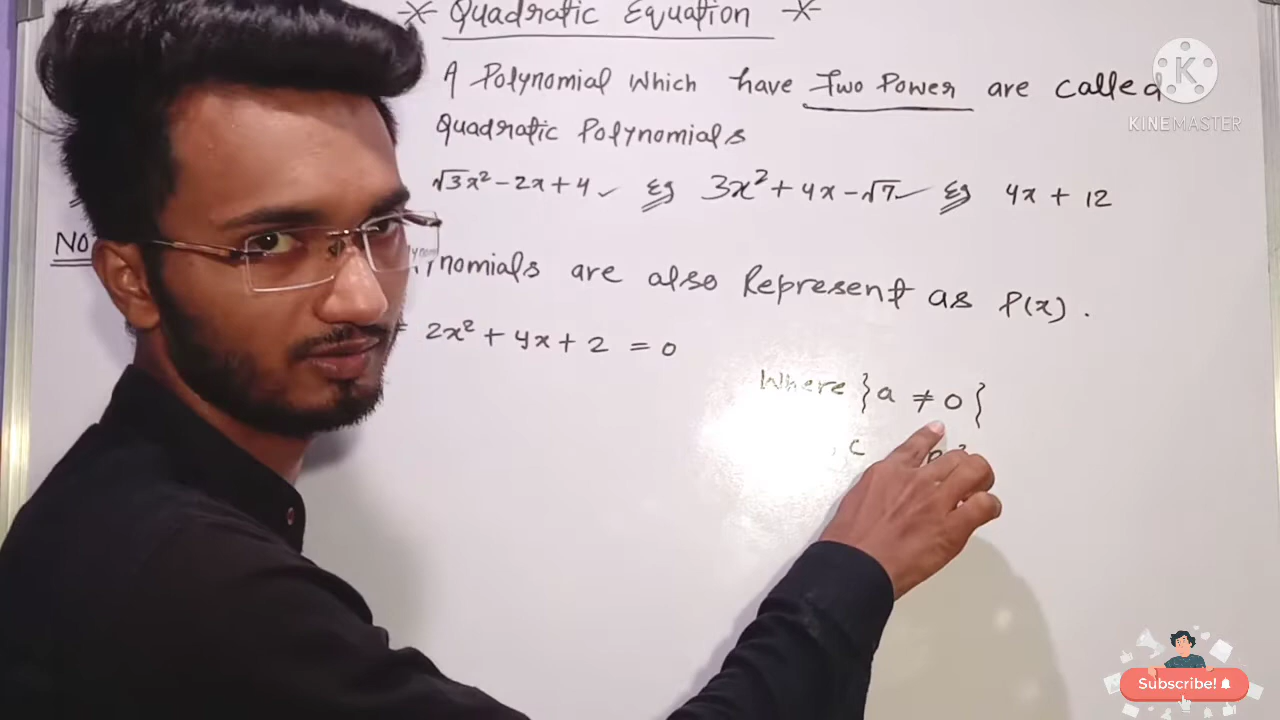 * Quadratic Equation *
A Polynomial Which have Two Power are called
Quadratic Polynomials
√3x² - 2x + 4 ✓ Eg 3x² + 4x - √7 ✓ Eg 4x + 12
NO
ynomials are also Represent as P(x).
2x² + 4x + 2 = 0
Where }a ≠ 0}
c
KINEMASTER
Subscribe!